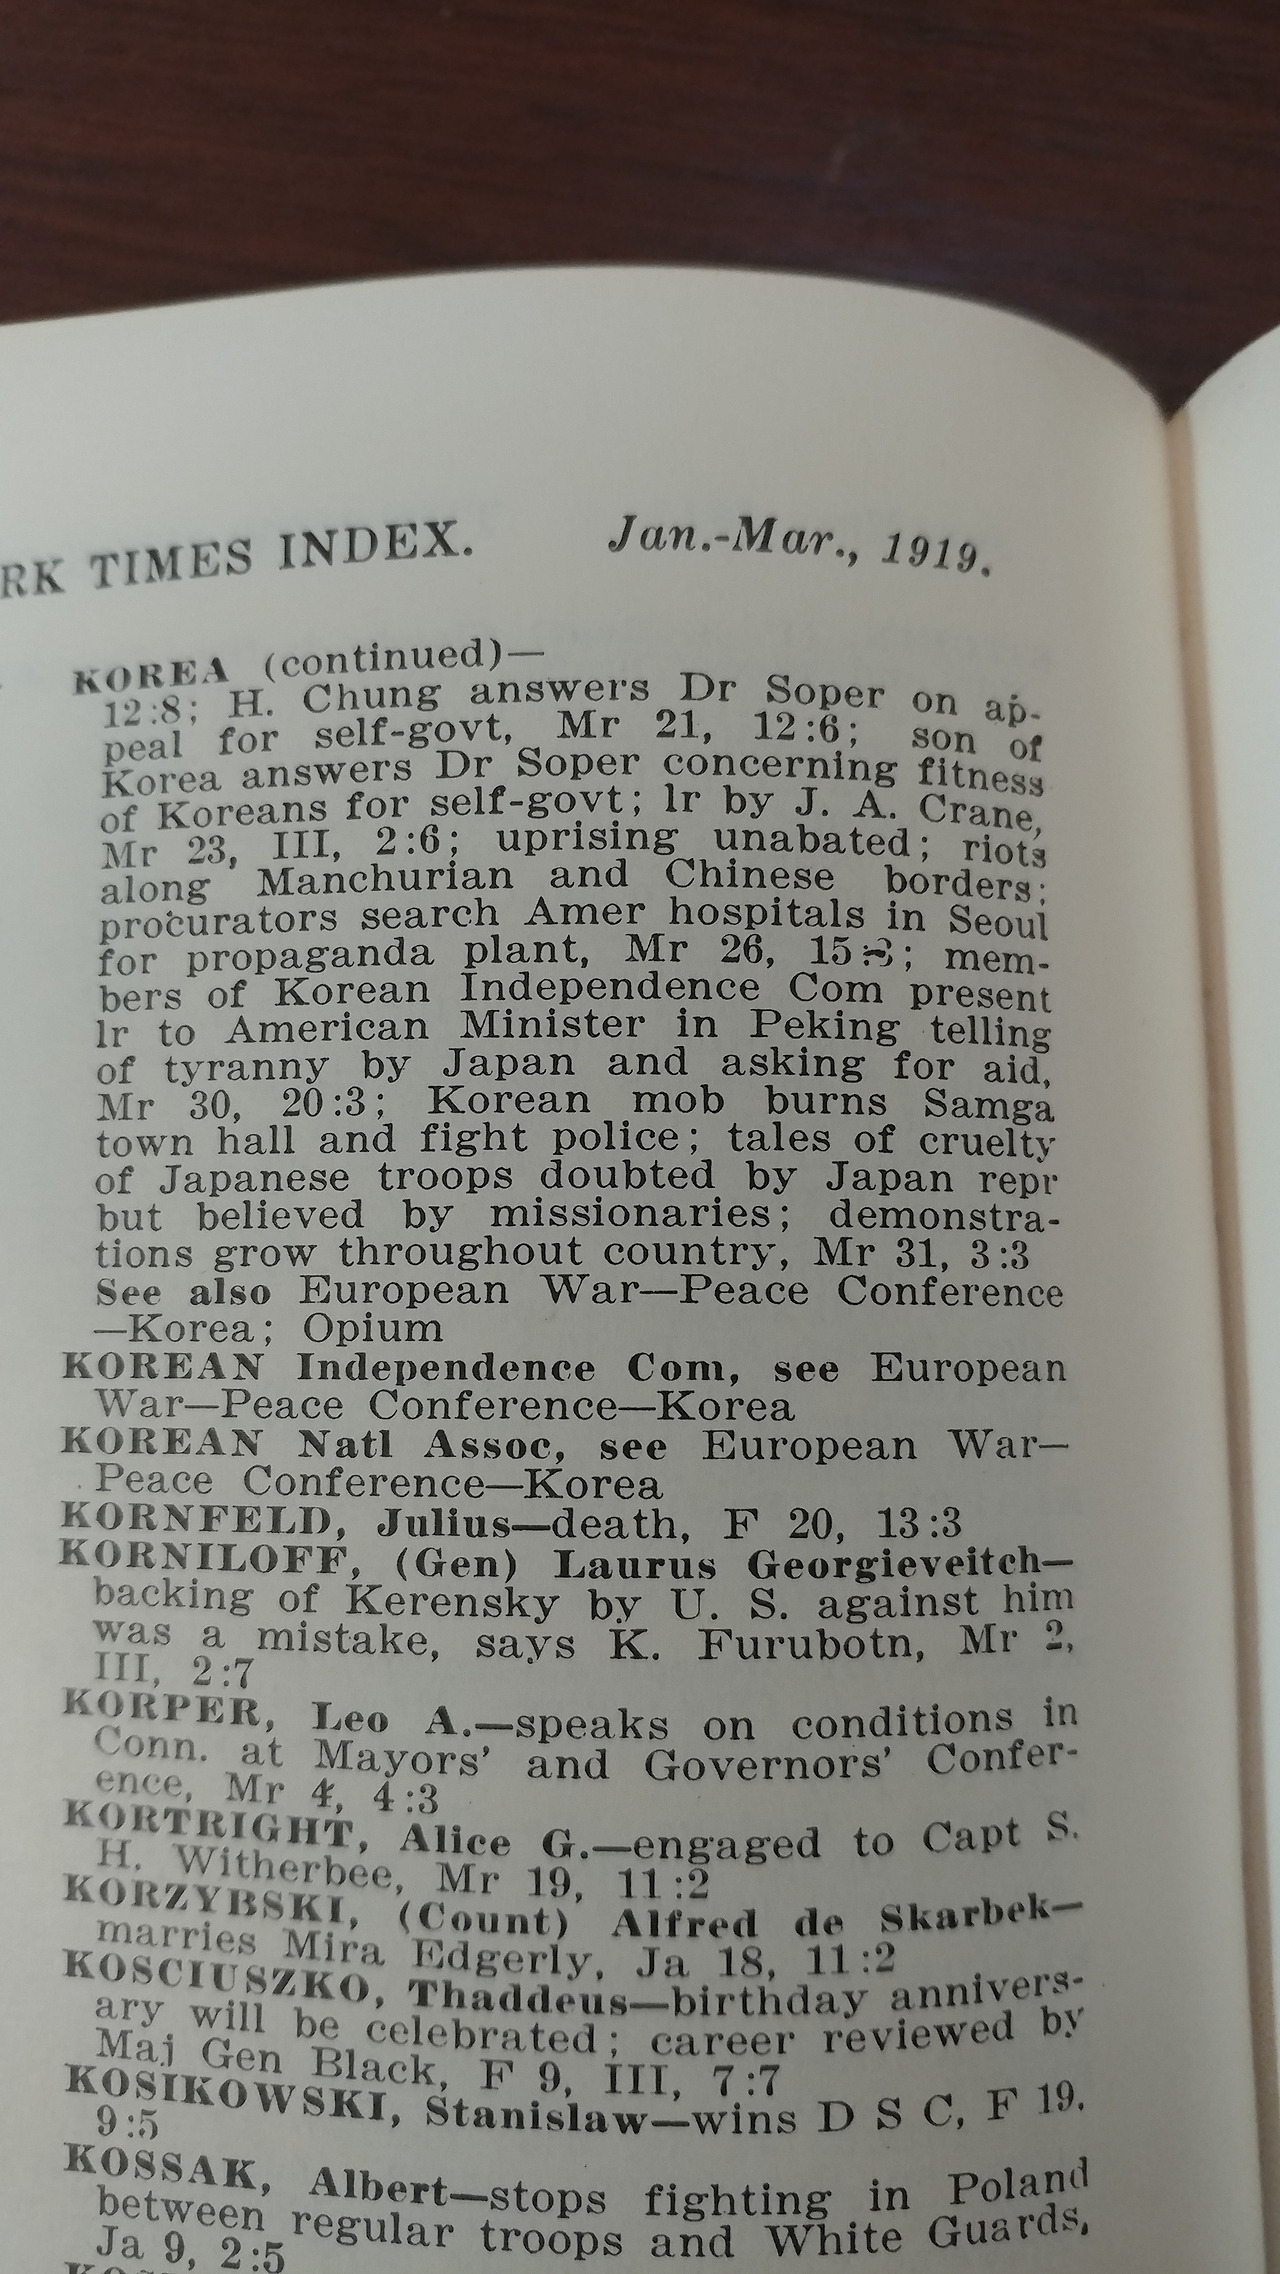 RK TIMES INDEX. Jan.-Mar., 1919.
KOREA (continued)—
12:8; H. Chung answers Dr Soper on ap-
peal for self-govt, Mr 21, 12:6; son of
Korea answers Dr Soper concerning fitness
of Koreans for self-govt; lr by J. A. Crane,
Mr 23, III, 2:6; uprising unabated; riots
along Manchurian and Chinese borders;
procurators search Amer hospitals in Seoul
for propaganda plant, Mr 26, ; mem-
bers of Korean Independence Com present
lr to American Minister in Peking telling
of tyranny by Japan and asking for aid,
Mr 30, 20:3; Korean mob burns Samga
town hall and fight police; tales of cruelty
of Japanese troops doubted by Japan repr
but believed by missionaries; demonstra-
tions grow throughout country, Mr 31, 3:3
See also European War—Peace Conference
—Korea; Opium
KOREAN Independence Com, see European
War—Peace Conference—Korea
KOREAN Natl Assoc, see European War—
Peace Conference—Korea
KORNFELD, Julius—death, F 20, 13:3
KORNILOFF, (Gen) Laurus Georgieveitch—
backing of Kerensky by U. S. against him
was a mistake, says K. Furubotn, Mr 2,
III, 2:7
KORPER, Leo A.—speaks on conditions in
Conn. at Mayors' and Governors' Confer-
ence, Mr 4, 4:3
KORTRIGHT, Alice G.—engaged to Capt S.
H. Witherbee, Mr 19, 11:2
KORZYBSKI, (Count) Alfred de Skarbek—
marries Mira Edgerly, Ja 18, 11:2
KOSCIUSZKO, Thaddeus—birthday annivers-
ary will be celebrated; career reviewed by
Maj Gen Black, F 9, III, 7:7
KOSIKOWSKI, Stanislaw—wins D S C, F 19,
9:5
KOSSAK, Albert—stops fighting in Poland
between regular troops and White Guards,
Ja 9, 2:5